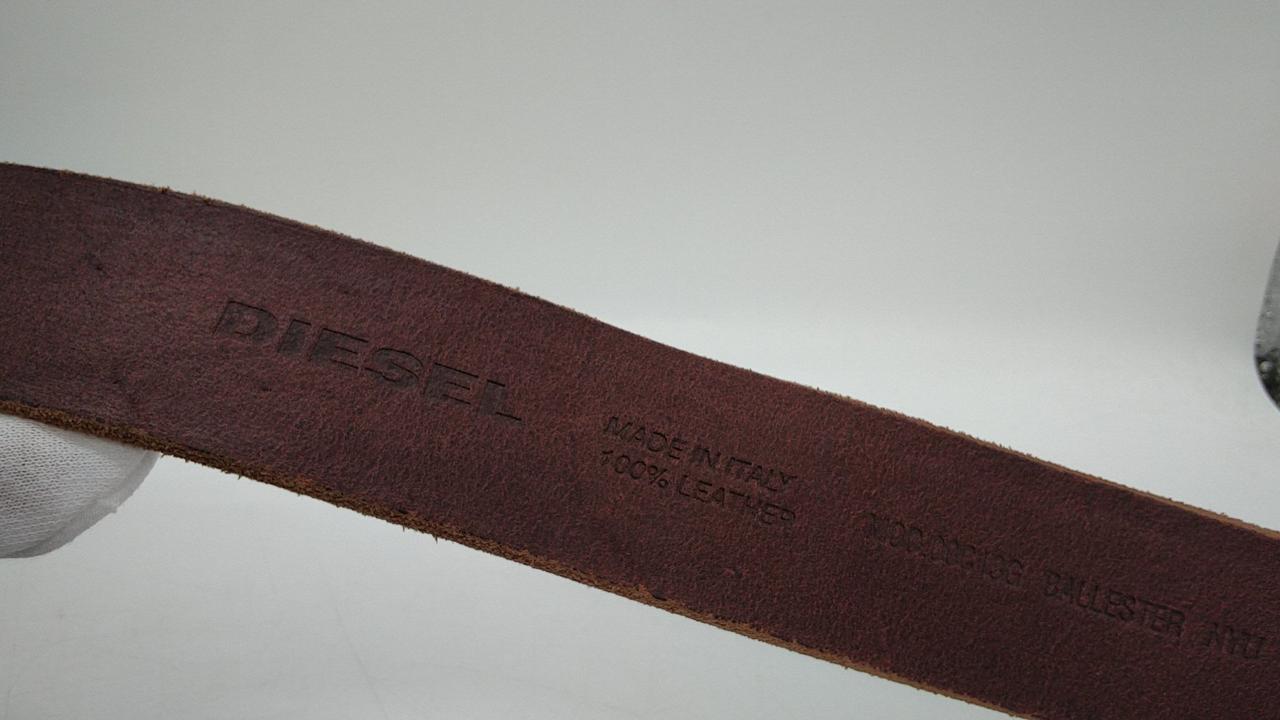 DIESEL
MADE IN ITALY
100% LEATHER
BALLESTER